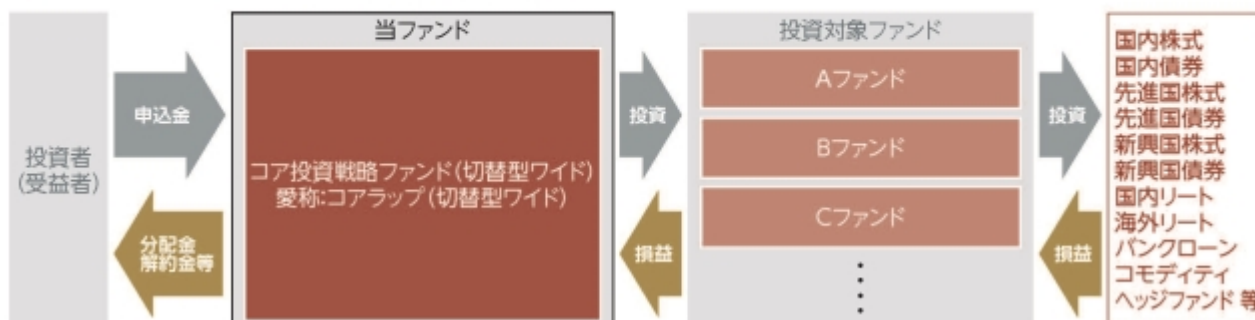 投資者
(受益者)
申込金
分配金
解約金等
当ファンド
コア投資戦略ファンド(切替型ワイド)
愛称:コアラップ(切替型ワイド)
投資
損益
投資対象ファンド
Aファンド
Bファンド
Cファンド
投資
損益
国内株式
国内債券
先進国株式
先進国債券
新興国株式
新興国債券
国内リート
海外リート
バンクローン
コモディティ
ヘッジファンド 等